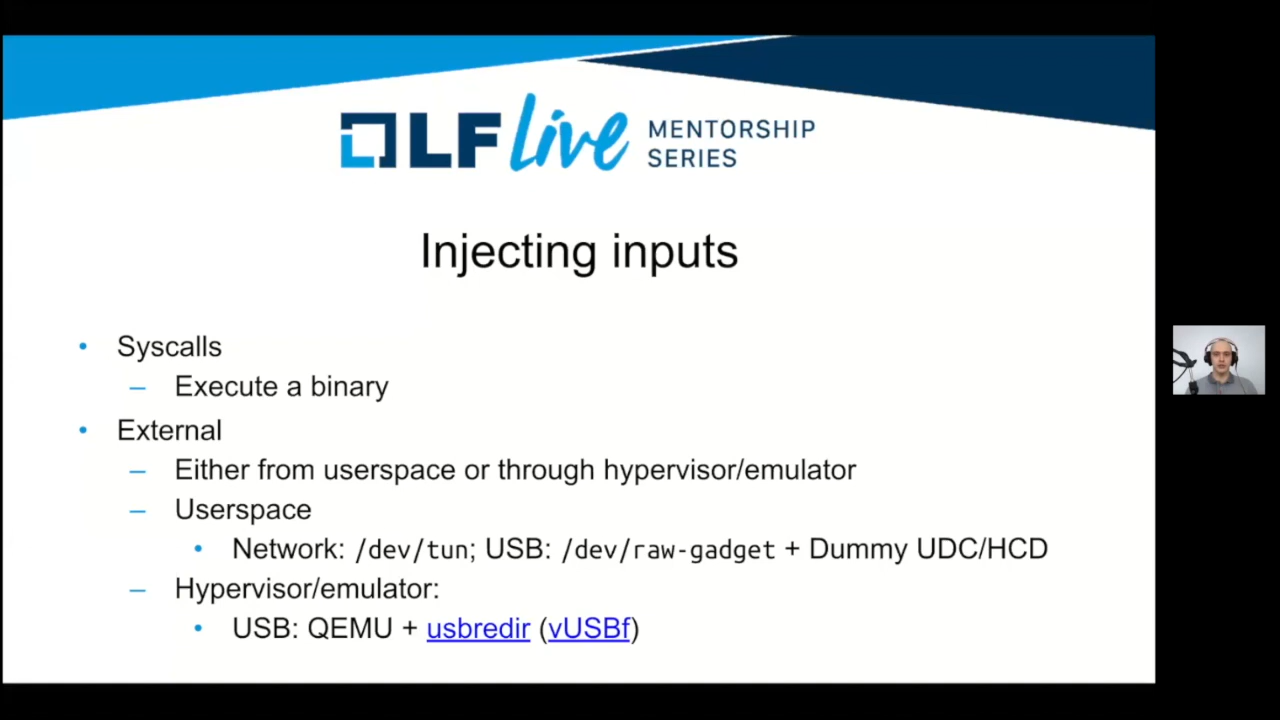 LF Live MENTORSHIP
SERIES
Injecting inputs
• Syscalls
– Execute a binary
• External
– Either from userspace or through hypervisor/emulator
– Userspace
• Network: /dev/tun; USB: /dev/raw-gadget + Dummy UDC/HCD
– Hypervisor/emulator:
• USB: QEMU + usbredir (vUSBf)